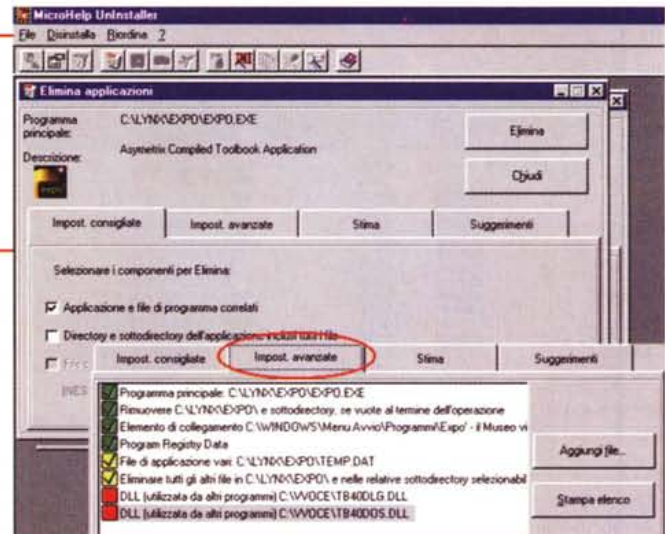 MicroHelp UnInstaller
File Disinstalla Riordina ?
Elimina applicazioni
Programma principale: C:\LYNX\EXPO\EXPO.EXE
Descrizione: Asymetrix Compiled Toolbook Application
Elimina
Chiudi
Impost. consigliate Impost. avanzate Stima Suggerimenti
Selezionare i componenti per Elimina:
Applicazione e file di programma correlati
Directory e sottodirectory dell'applicazione, inclusi tutti i file
Impost. consigliate Impost. avanzate Stima Suggerimenti
Programma principale: C:\LYNX\EXPO\EXPO.EXE
Rimuovere C:\LYNX\EXPO\ e sottodirectory, se vuote al termine dell'operazione
Elemento di collegamento C:\WINDOWS\Menu Avvio\Programmi\Expo' - il Museo vi
Program Registry Data
File di applicazione vari: C:\LYNX\EXPO\TEMP.DAT
Eliminare tutti gli altri file in C:\LYNX\EXPO\ e nelle relative sottodirectory selezionabil
DLL (utilizzata da altri programmi) C:\VVOCE\TB40DLG.DLL
DLL (utilizzata da altri programmi) C:\VVOCE\TB40DOS.DLL
Aggiungi file...
Stampa elenco